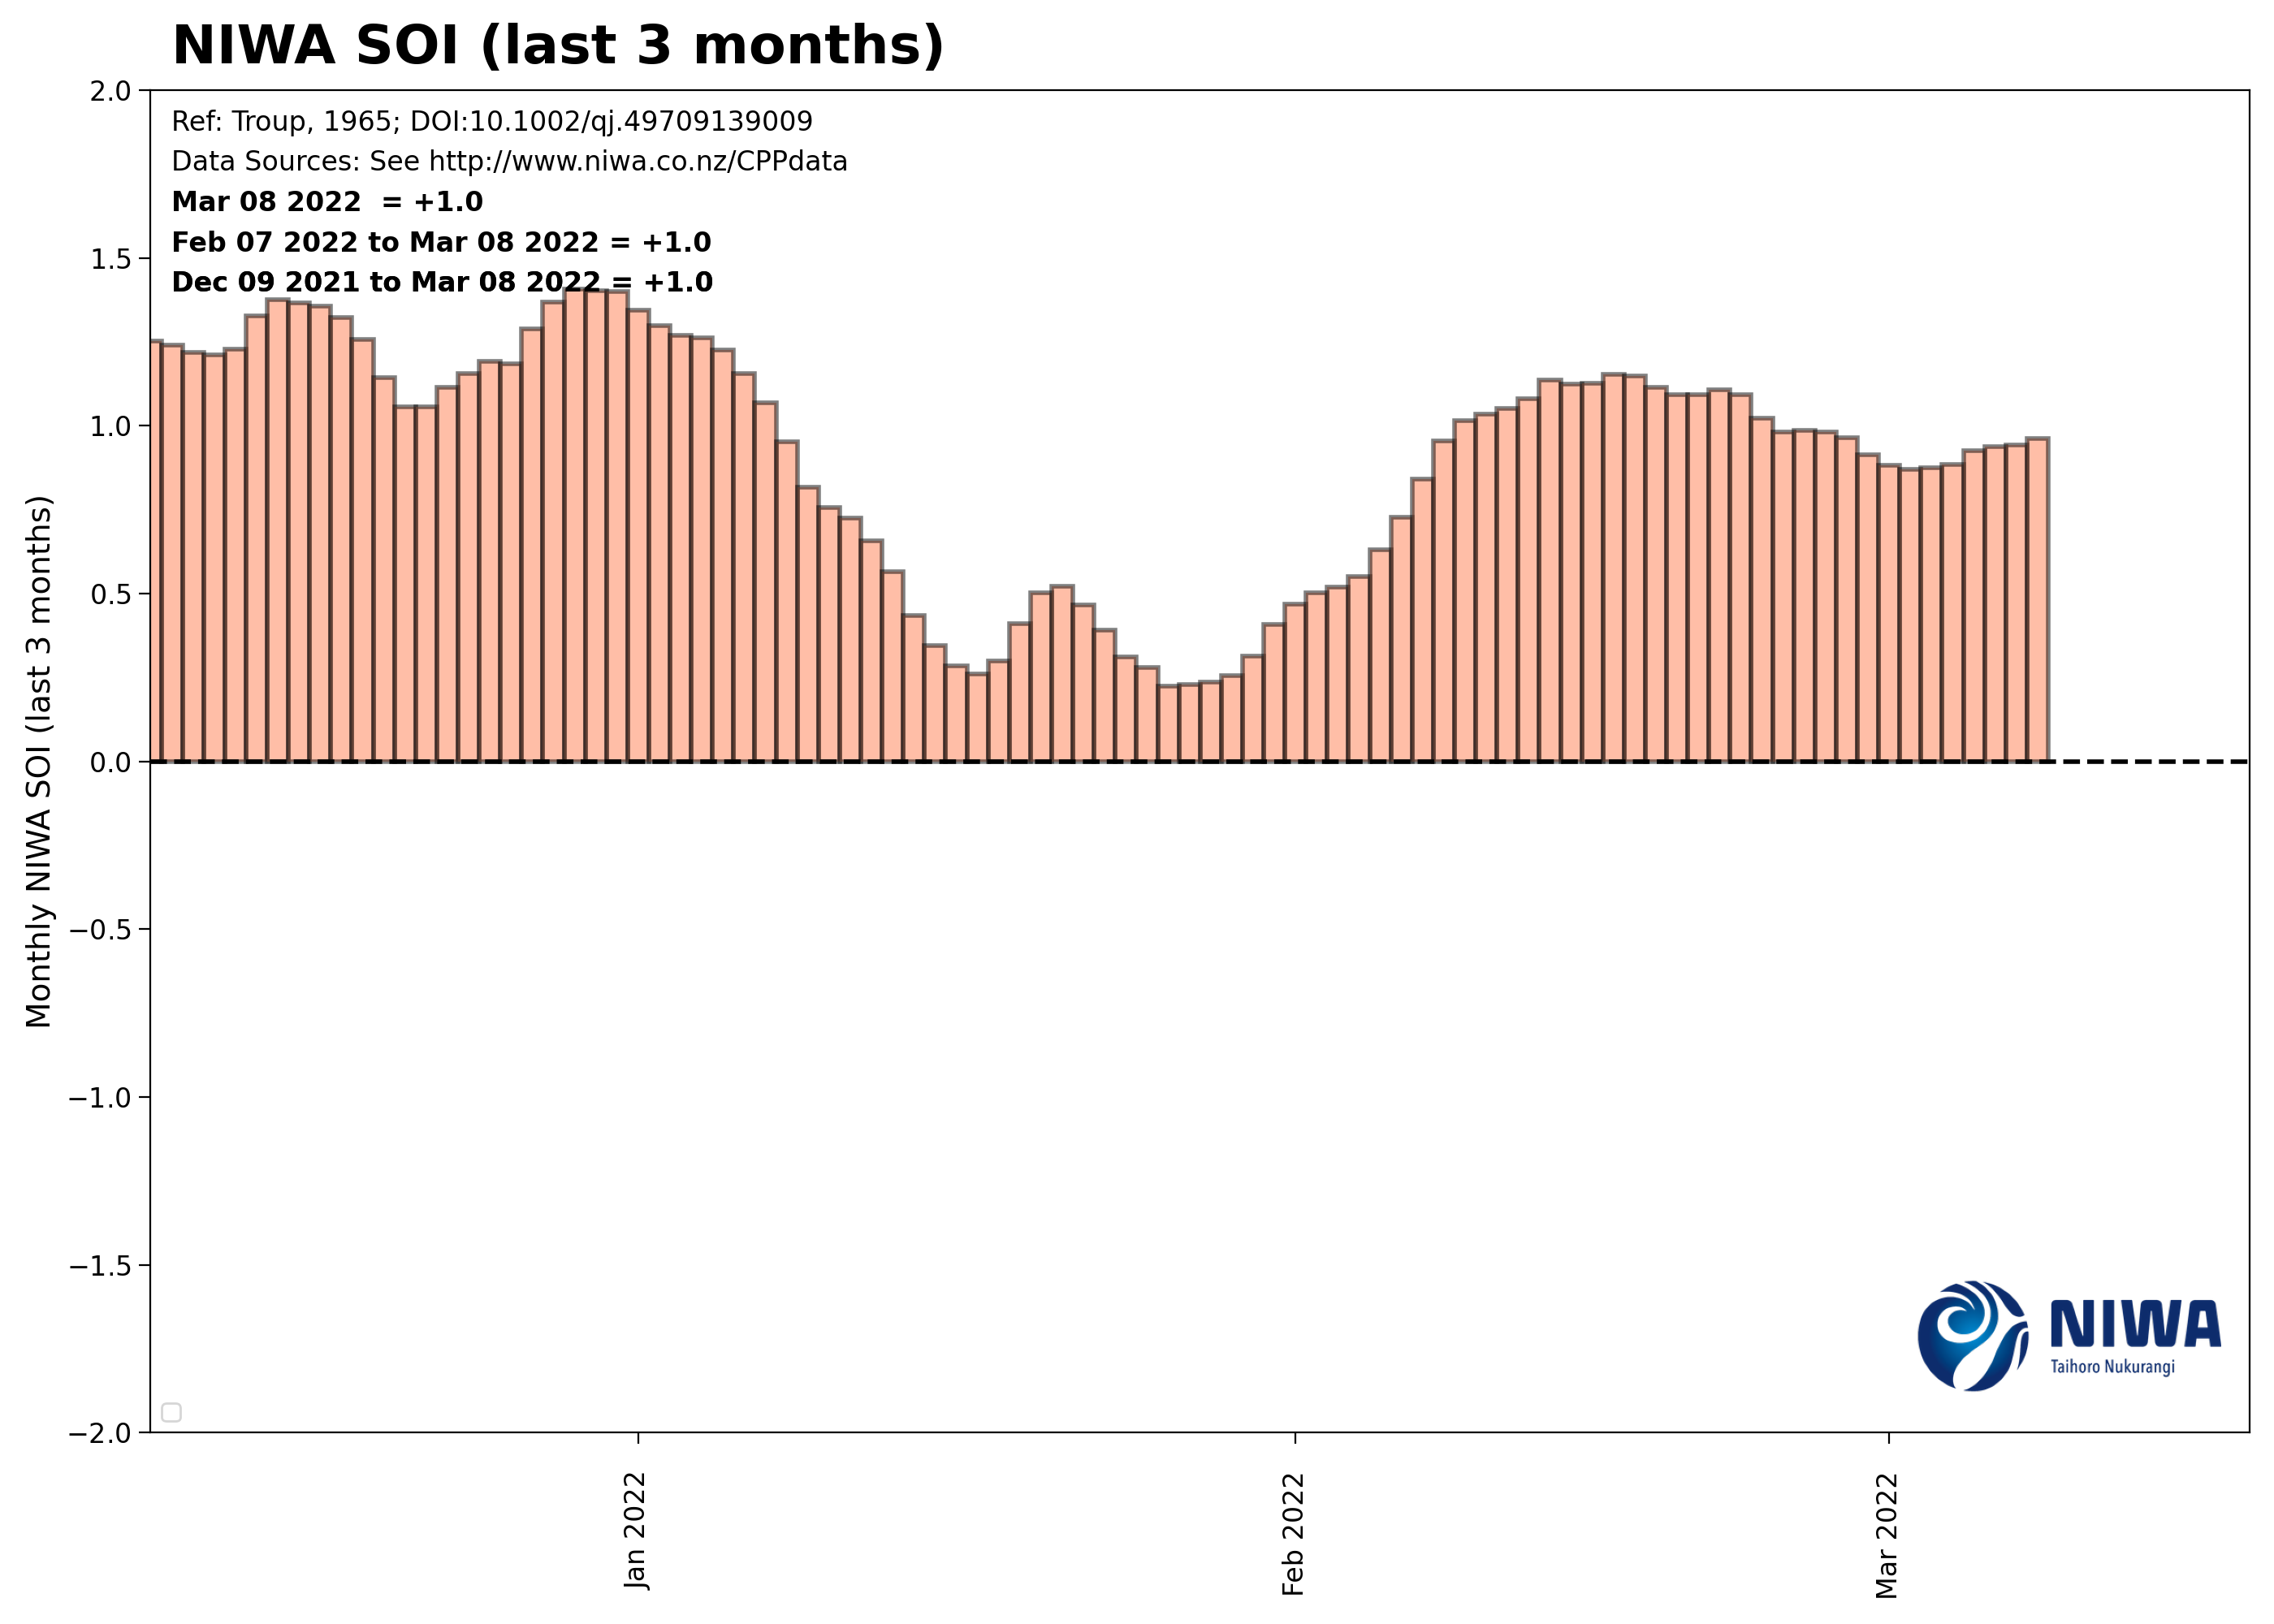 NIWA SOI (last 3 months)
Ref: Troup, 1965; DOI:10.1002/qj.49709139009
Data Sources: See http://www.niwa.co.nz/CPPdata
Mar 08 2022  = +1.0
Feb 07 2022 to Mar 08 2022 = +1.0
Dec 09 2021 to Mar 08 2022 = +1.0
Monthly NIWA SOI (last 3 months)
2.0
1.5
1.0
0.5
0.0
−0.5
−1.0
−1.5
−2.0
Jan 2022
Feb 2022
Mar 2022
NIWA
Taihoro Nukurangi